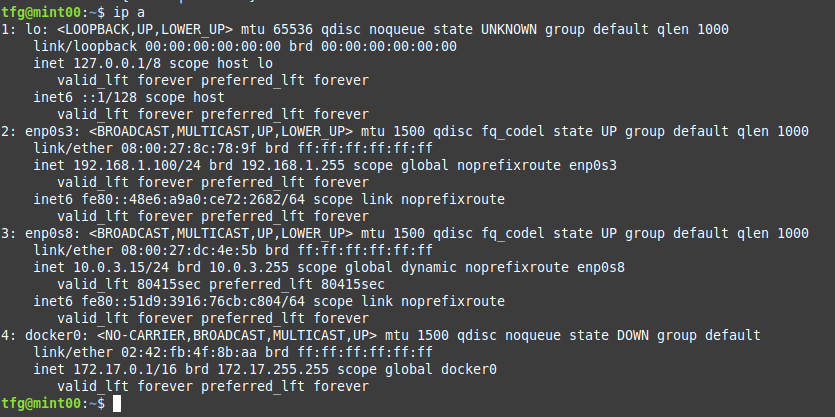 tfg@mint00:~$ ip a
1: lo: <LOOPBACK,UP,LOWER_UP> mtu 65536 qdisc noqueue state UNKNOWN group default qlen 1000
    link/loopback 00:00:00:00:00:00 brd 00:00:00:00:00:00
    inet 127.0.0.1/8 scope host lo
       valid_lft forever preferred_lft forever
    inet6 ::1/128 scope host
       valid_lft forever preferred_lft forever
2: enp0s3: <BROADCAST,MULTICAST,UP,LOWER_UP> mtu 1500 qdisc fq_codel state UP group default qlen 1000
    link/ether 08:00:27:8c:78:9f brd ff:ff:ff:ff:ff:ff
    inet 192.168.1.100/24 brd 192.168.1.255 scope global noprefixroute enp0s3
       valid_lft forever preferred_lft forever
    inet6 fe80::48e6:a9a0:ce72:2682/64 scope link noprefixroute
       valid_lft forever preferred_lft forever
3: enp0s8: <BROADCAST,MULTICAST,UP,LOWER_UP> mtu 1500 qdisc fq_codel state UP group default qlen 1000
    link/ether 08:00:27:dc:4e:5b brd ff:ff:ff:ff:ff:ff
    inet 10.0.3.15/24 brd 10.0.3.255 scope global dynamic noprefixroute enp0s8
       valid_lft 80415sec preferred_lft 80415sec
    inet6 fe80::51d9:3916:76cb:c804/64 scope link noprefixroute
       valid_lft forever preferred_lft forever
4: docker0: <NO-CARRIER,BROADCAST,MULTICAST,UP> mtu 1500 qdisc noqueue state DOWN group default
    link/ether 02:42:fb:4f:8b:aa brd ff:ff:ff:ff:ff:ff
    inet 172.17.0.1/16 brd 172.17.255.255 scope global docker0
       valid_lft forever preferred_lft forever
tfg@mint00:~$